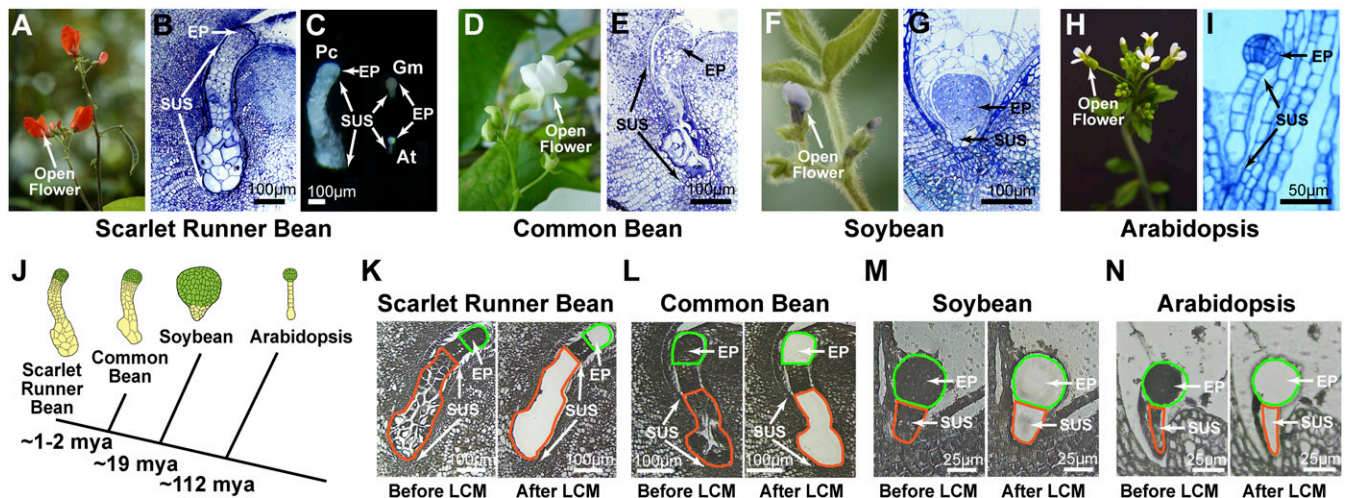 A
Open
Flower
B
EP
SUS
100µm
C
Pc
EP
Gm
SUS
EP
At
100µm
D
Open
Flower
E
EP
SUS
100µm
F
Open
Flower
G
EP
SUS
100µm
H
Open
Flower
I
EP
SUS
50µm
Scarlet Runner Bean
Common Bean
Soybean
Arabidopsis
J
Scarlet
Runner
Bean
Common
Bean
Soybean
Arabidopsis
~1-2 mya
~19 mya
~112 mya
K
Scarlet Runner Bean
EP
SUS
100µm
EP
SUS
100µm
Before LCM
After LCM
L
Common Bean
EP
SUS
100µm
EP
SUS
100µm
Before LCM
After LCM
M
Soybean
EP
SUS
25µm
EP
SUS
25µm
Before LCM
After LCM
N
Arabidopsis
EP
SUS
25µm
EP
SUS
25µm
Before LCM
After LCM